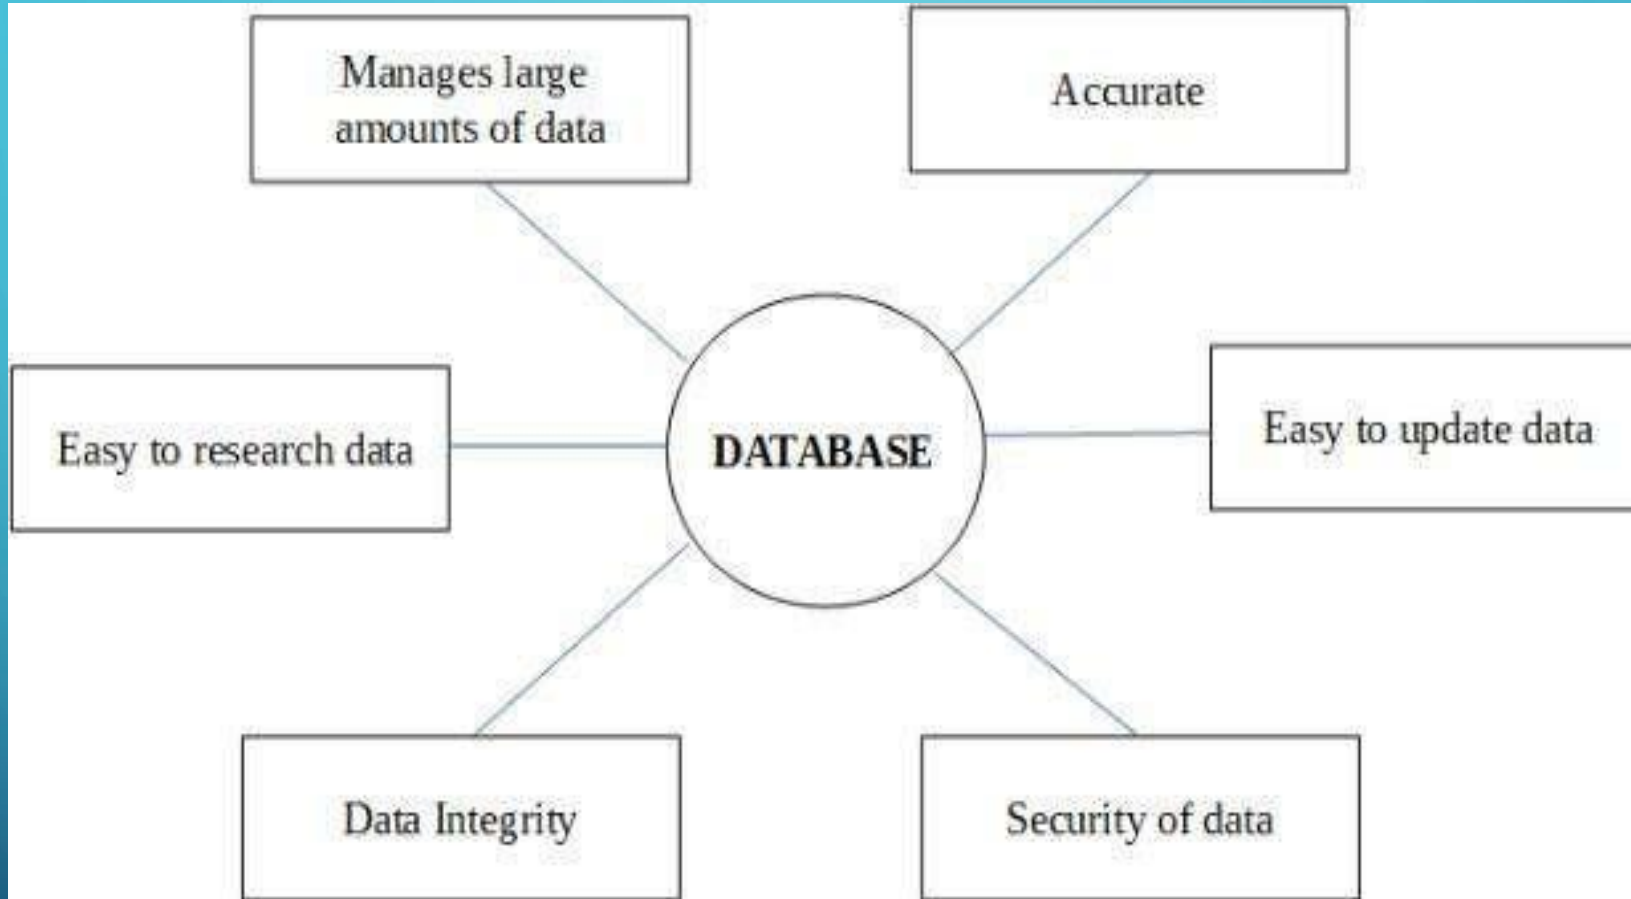 Manages large
amounts of data
Accurate
Easy to research data
DATABASE
Easy to update data
Data Integrity
Security of data